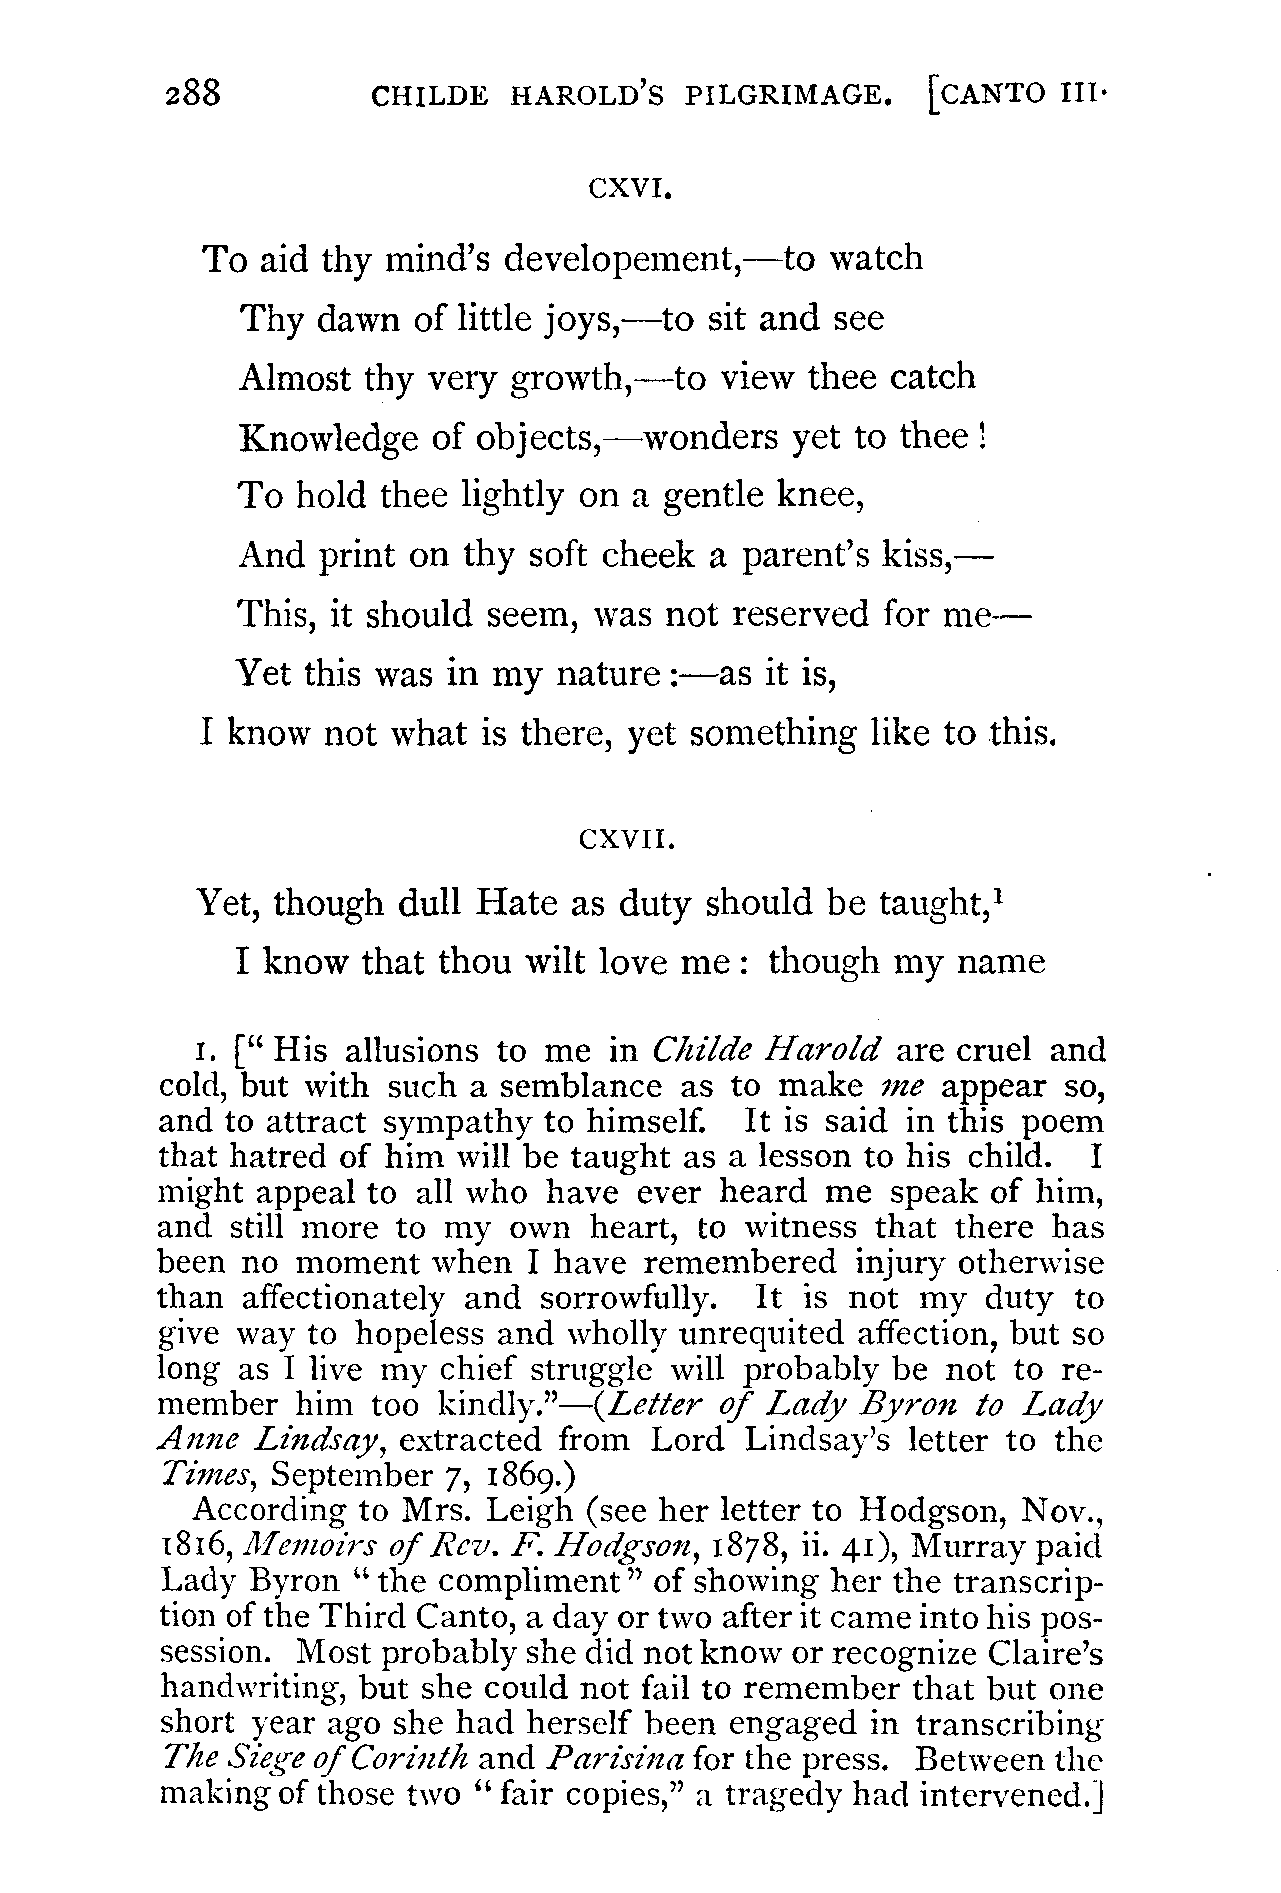 288 CHILDE HAROLD'S PILGRIMAGE. [CANTO III.
CXVI.
To aid thy mind's developement,—to watch
Thy dawn of little joys,—to sit and see
Almost thy very growth,—to view thee catch
Knowledge of objects,—wonders yet to thee!
To hold thee lightly on a gentle knee,
And print on thy soft cheek a parent's kiss,—
This, it should seem, was not reserved for me—
Yet this was in my nature:—as it is,
I know not what is there, yet something like to this.
CXVII.
Yet, though dull Hate as duty should be taught,¹
I know that thou wilt love me: though my name
1. ["His allusions to me in Childe Harold are cruel and
cold, but with such a semblance as to make me appear so,
and to attract sympathy to himself. It is said in this poem
that hatred of him will be taught as a lesson to his child. I
might appeal to all who have ever heard me speak of him,
and still more to my own heart, to witness that there has
been no moment when I have remembered injury otherwise
than affectionately and sorrowfully. It is not my duty to
give way to hopeless and wholly unrequited affection, but so
long as I live my chief struggle will probably be not to re-
member him too kindly."—(Letter of Lady Byron to Lady
Anne Lindsay, extracted from Lord Lindsay's letter to the
Times, September 7, 1869.)
According to Mrs. Leigh (see her letter to Hodgson, Nov.,
1816, Memoirs of Rev. F. Hodgson, 1878, ii. 41), Murray paid
Lady Byron "the compliment" of showing her the transcrip-
tion of the Third Canto, a day or two after it came into his pos-
session. Most probably she did not know or recognize Claire's
handwriting, but she could not fail to remember that but one
short year ago she had herself been engaged in transcribing
The Siege of Corinth and Parisina for the press. Between the
making of those two "fair copies," a tragedy had intervened.]